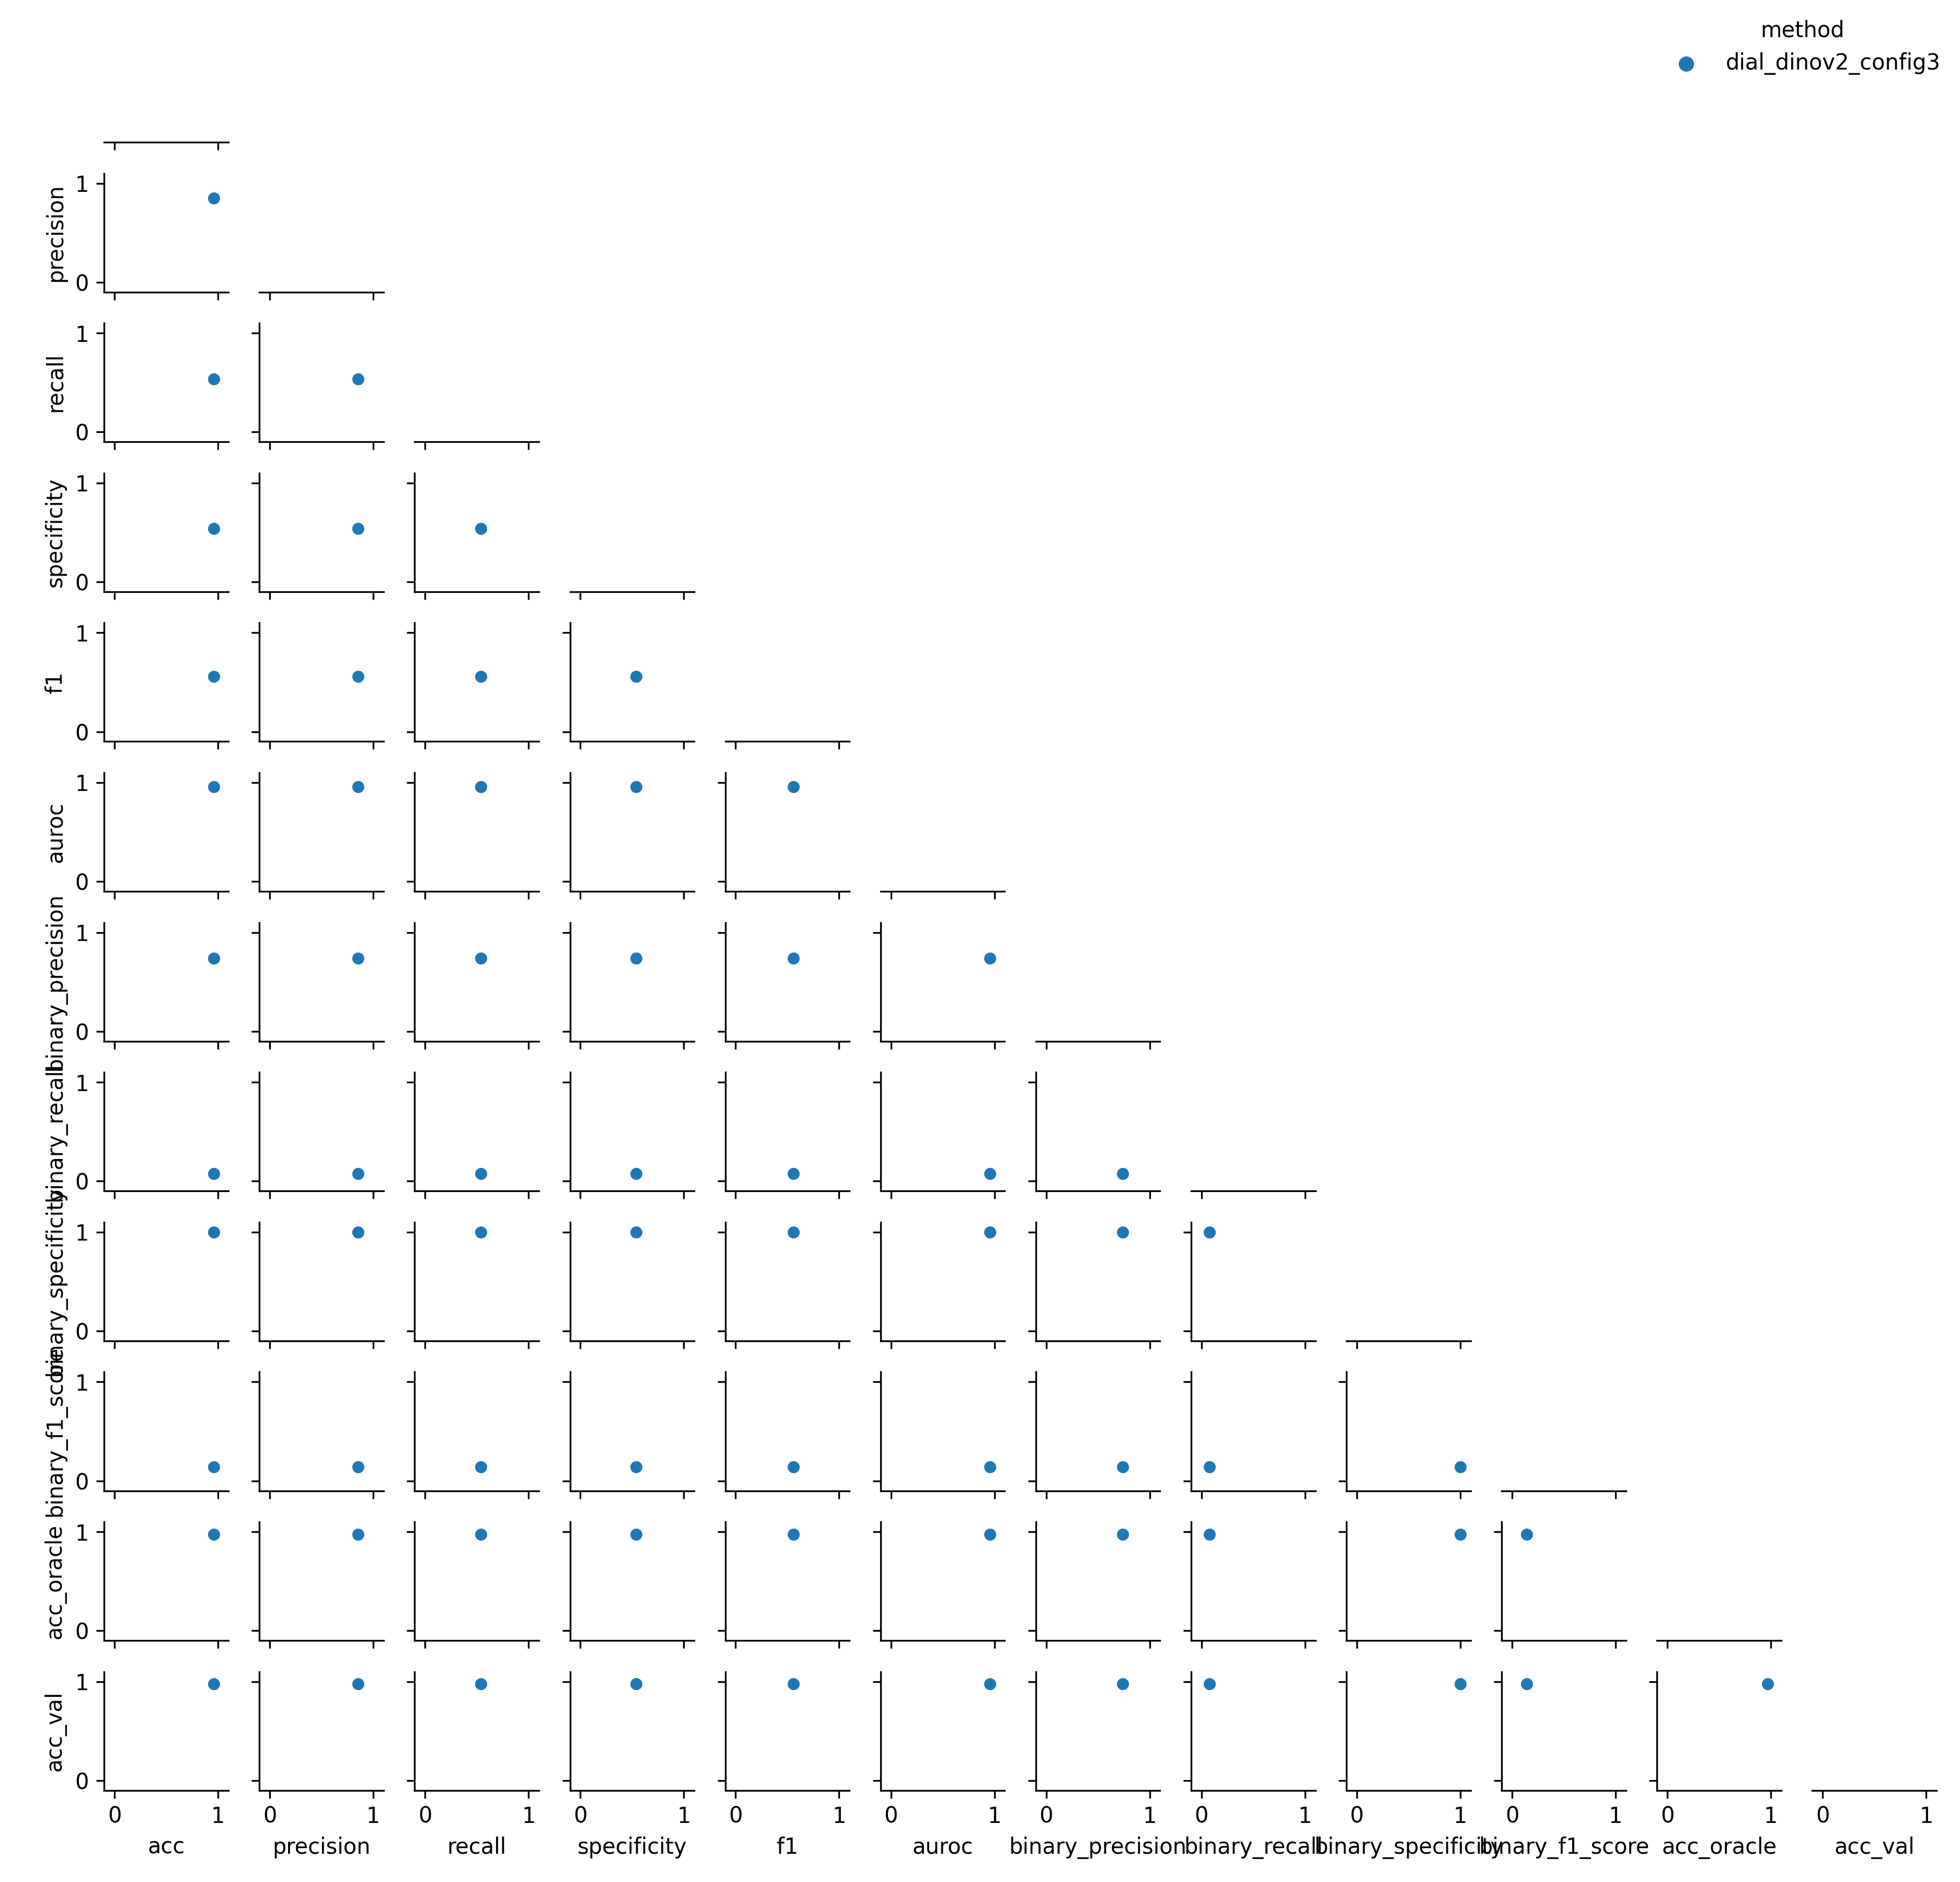 method
dial_dinov2_config3
precision
1
0
recall
1
0
specificity
1
0
f1
1
0
auroc
1
0
binary_precision
1
0
binary_recall
1
0
binary_specificity
1
0
binary_f1_score
1
0
acc_oracle
1
0
acc_val
1
0
0 1 0 1 0 1 0 1 0 1 0 1 0 1 0 1 0 1 0 1 0 1 0 1
acc precision recall specificity f1 auroc binary_precision binary_recall binary_specificity binary_f1_score acc_oracle acc_val